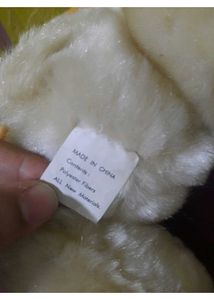 MADE IN CHINA
Contents:
Polyester Fibers
ALL New Materials